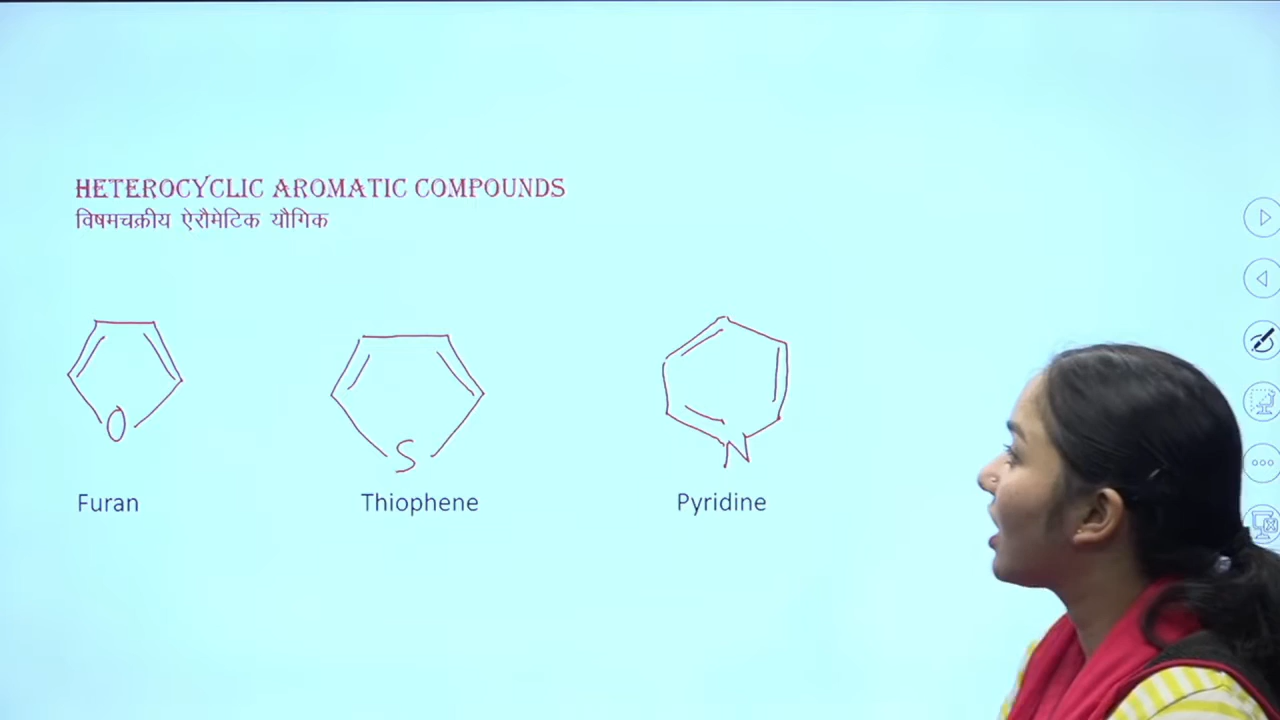 HETEROCYCLIC AROMATIC COMPOUNDS
विषमचक्रीय ऐरौमेटिक यौगिक
O
S
N
Furan Thiophene Pyridine